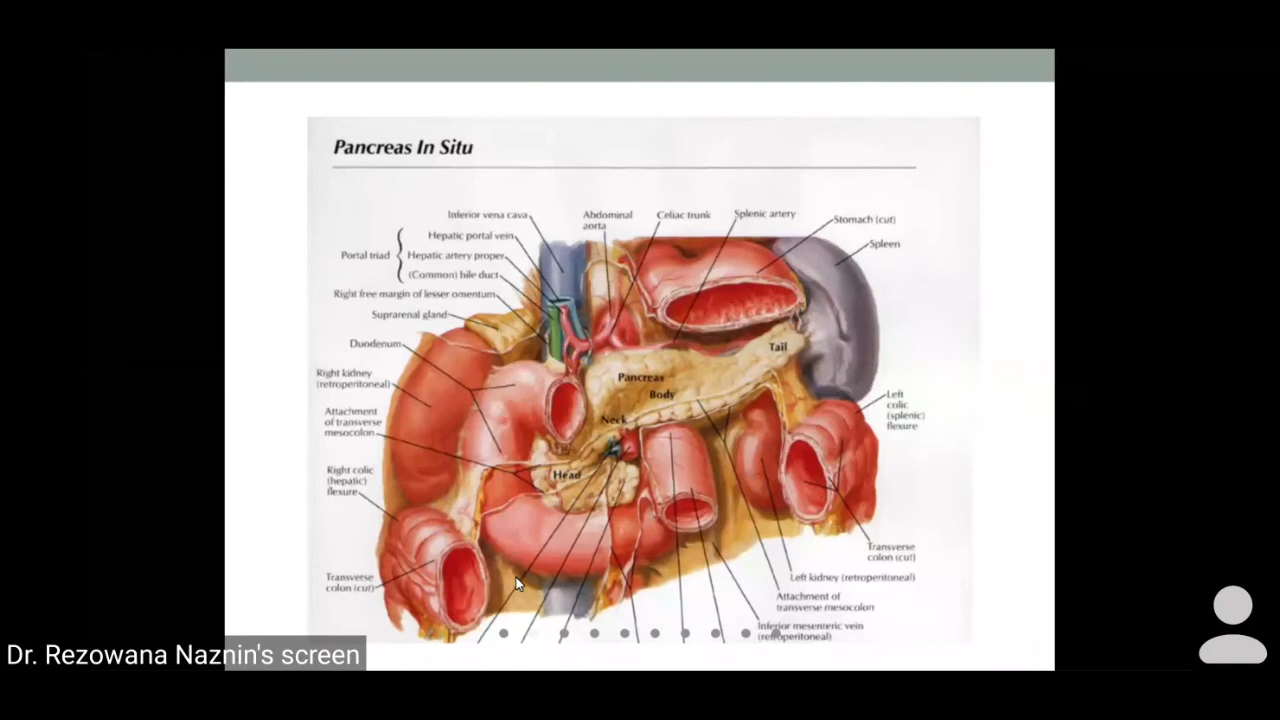 Pancreas In Situ
Inferior vena cava
Abdominal
aorta
Celiac trunk
Splenic artery
Stomach (cut)
Hepatic portal vein
Spleen
Portal triad
Hepatic artery proper
(Common) bile duct
Right free margin of lesser omentum
Suprarenal gland
Duodenum
Tail
Right kidney
(retroperitoneal)
Pancreas
Body
Left
colic
(splenic)
flexure
Attachment
of transverse
mesocolon
Neck
Head
Right colic
(hepatic)
flexure
Transverse
colon (cut)
Transverse
colon (cut)
Left kidney (retroperitoneal)
Attachment of
transverse mesocolon
Inferior mesenteric vein
(retroperitoneal)
Dr. Rezowana Naznin's screen